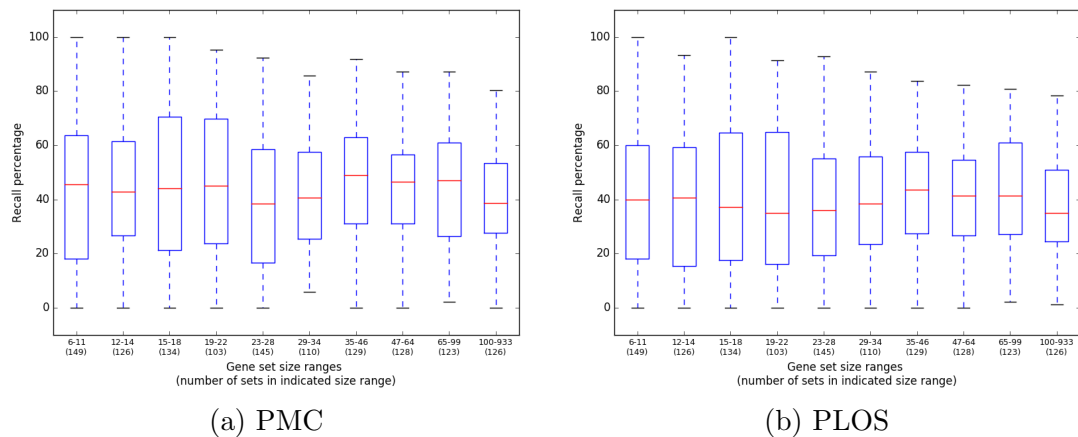 100
80
60
40
20
0
Recall percentage
6-11 12-14 15-18 19-22 23-28 29-34 35-46 47-64 65-99 100-933
(149) (126) (134) (103) (145) (110) (129) (128) (123) (126)
Gene set size ranges
(number of sets in indicated size range)
(a) PMC
100
80
60
40
20
0
Recall percentage
6-11 12-14 15-18 19-22 23-28 29-34 35-46 47-64 65-99 100-933
(149) (126) (134) (103) (145) (110) (129) (128) (123) (126)
Gene set size ranges
(number of sets in indicated size range)
(b) PLOS